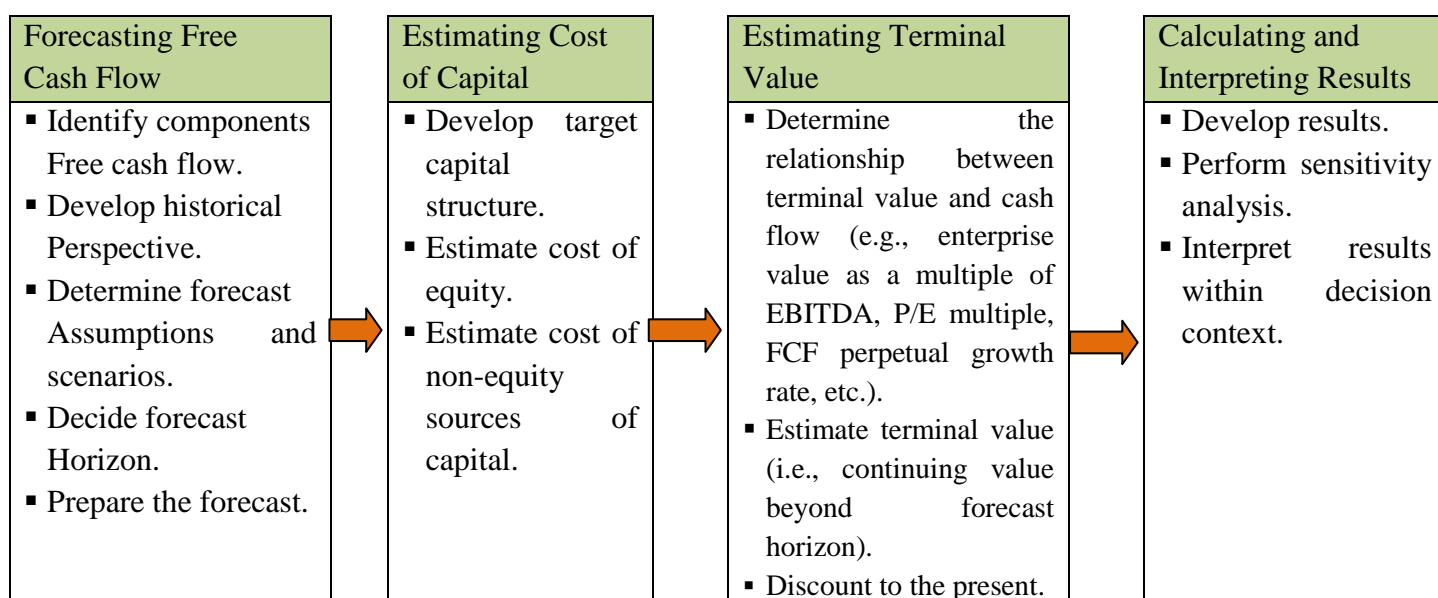 Forecasting Free
Cash Flow
▪ Identify components
Free cash flow.
▪ Develop historical
Perspective.
▪ Determine forecast
Assumptions and
scenarios.
▪ Decide forecast
Horizon.
▪ Prepare the forecast.
Estimating Cost
of Capital
▪ Develop target
capital
structure.
▪ Estimate cost of
equity.
▪ Estimate cost of
non-equity
sources of
capital.
Estimating Terminal
Value
▪ Determine the
relationship between
terminal value and cash
flow (e.g., enterprise
value as a multiple of
EBITDA, P/E multiple,
FCF perpetual growth
rate, etc.).
▪ Estimate terminal value
(i.e., continuing value
beyond forecast
horizon).
▪ Discount to the present.
Calculating and
Interpreting Results
▪ Develop results.
▪ Perform sensitivity
analysis.
▪ Interpret results
within decision
context.